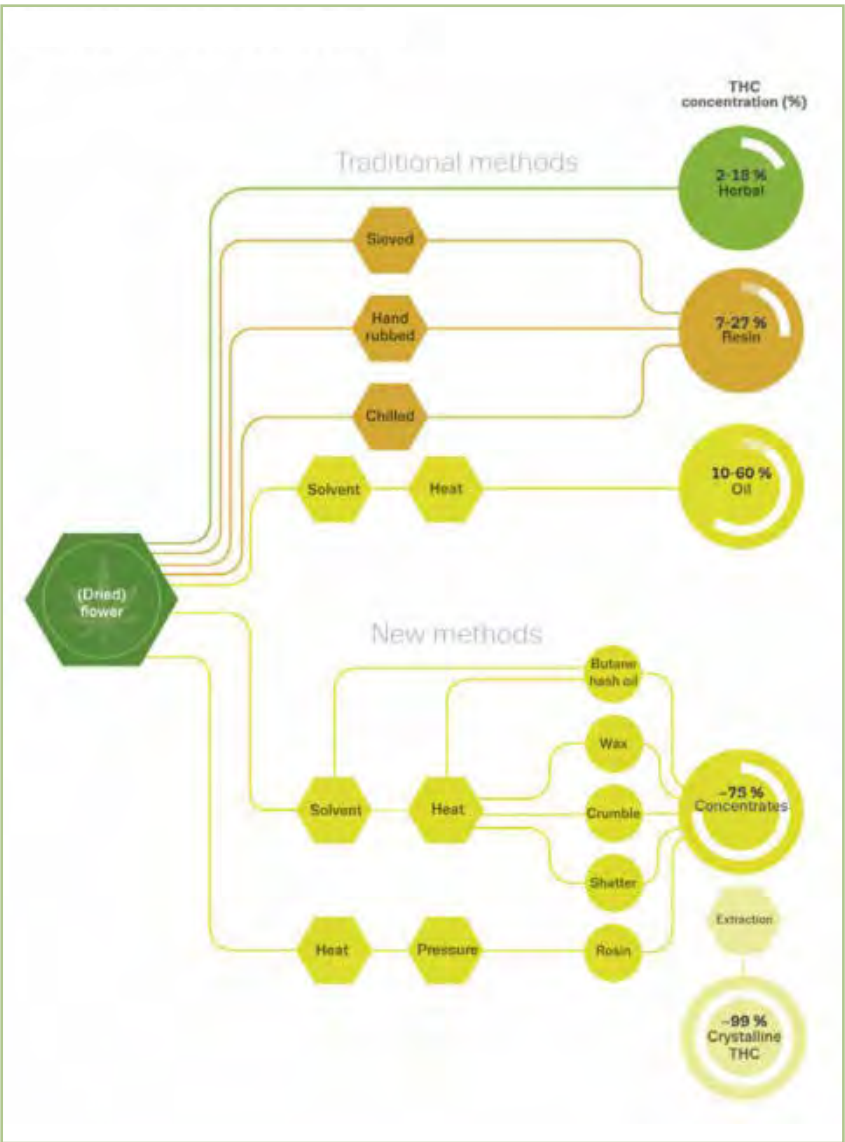 THC
concentration (%)
Traditional methods
2-18 %
Herbal
Sieved
Hand
rubbed
7-27 %
Resin
Chilled
Solvent
Heat
10-60 %
Oil
(Dried)
flower
New methods
Butane
hash oil
Wax
Solvent
Heat
Crumble
~75 %
Concentrates
Shatter
Extraction
Heat
Pressure
Rosin
~99 %
Crystalline
THC